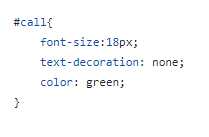 #call{
    font-size:18px;
    text-decoration: none;
    color: green;
}